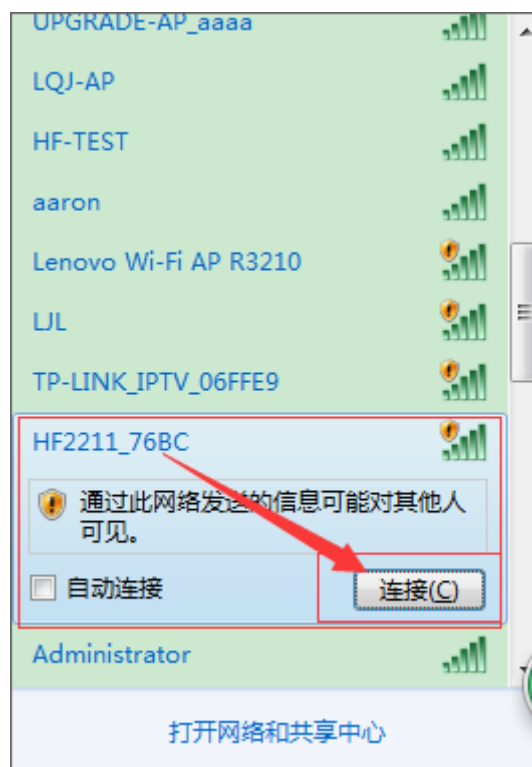 UPGRADE-AP_aaaa
LQJ-AP
HF-TEST
aaron
Lenovo Wi-Fi AP R3210
LJL
TP-LINK_IPTV_06FFE9
HF2211_76BC
通过此网络发送的信息可能对其他人
可见。
自动连接
连接(C)
Administrator
打开网络和共享中心